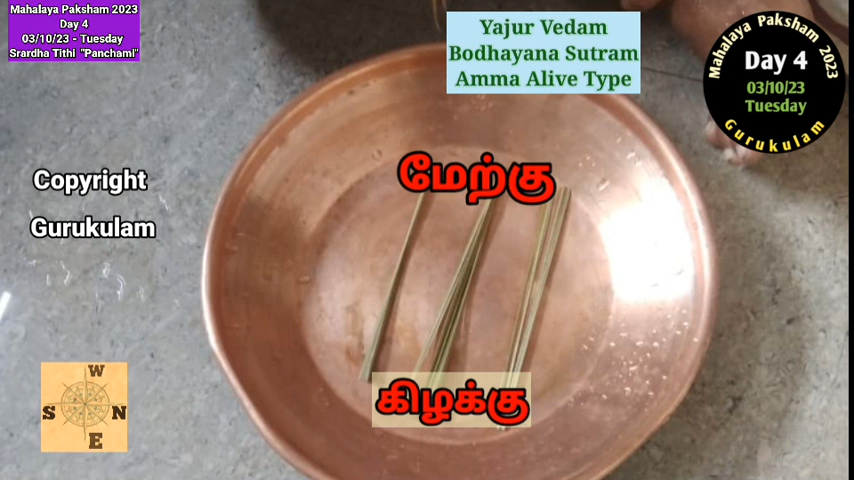 Mahalaya Paksham 2023
Day 4
03/10/23 - Tuesday
Srardha Tithi "Panchami"
Yajur Vedam
Bodhayana Sutram
Amma Alive Type
Mahalaya Paksham 2023
Day 4
03/10/23
Tuesday
Gurukulam
மேற்கு
Copyright
Gurukulam
கிழக்கு
W
S N
E